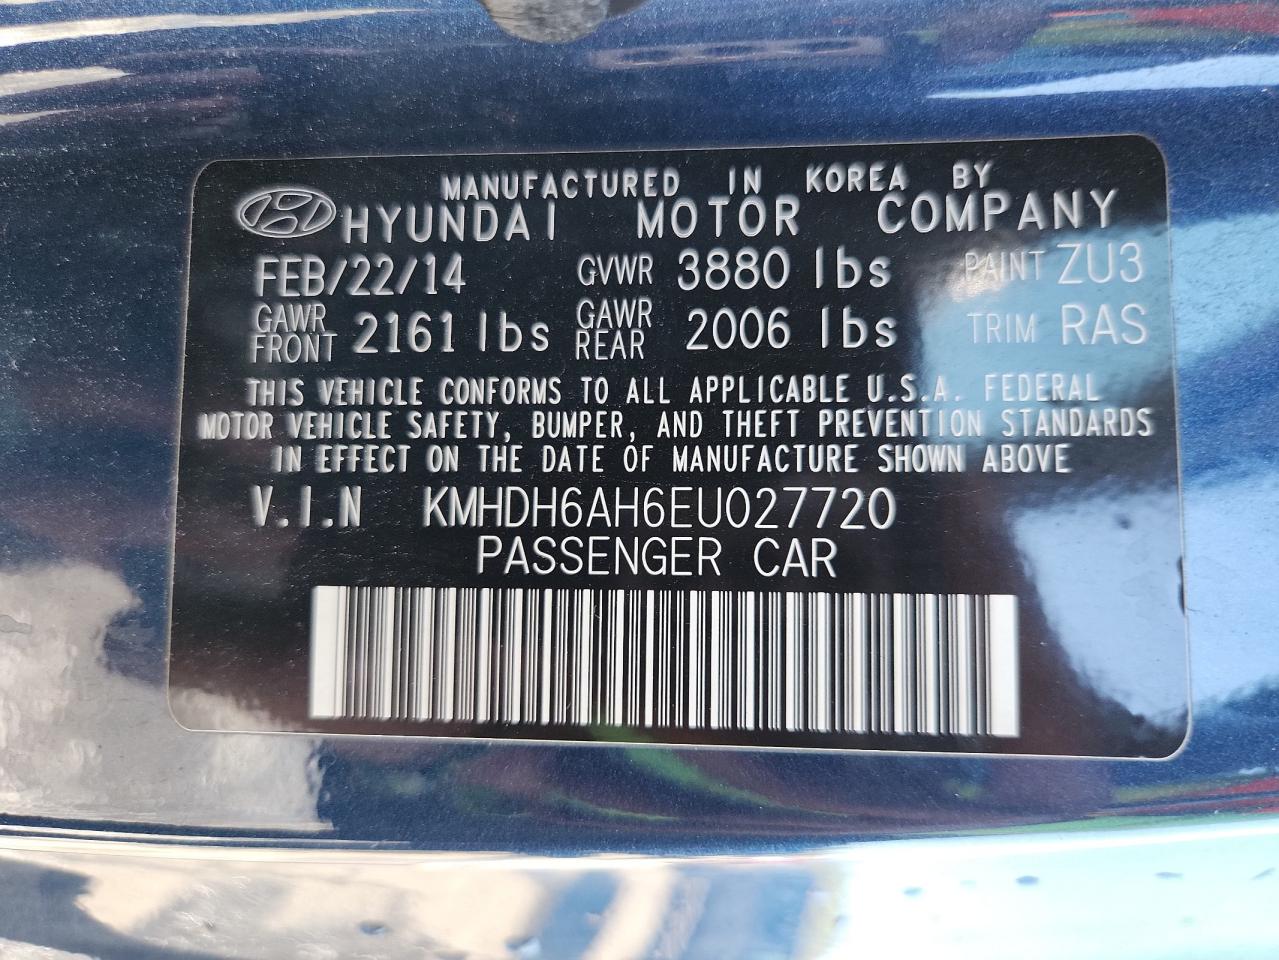 MANUFACTURED IN KOREA BY
HYUNDAI MOTOR COMPANY
FEB/22/14 GVWR 3880 lbs PAINT ZU3
GAWR FRONT 2161 lbs GAWR REAR 2006 lbs TRIM RAS
THIS VEHICLE CONFORMS TO ALL APPLICABLE U.S.A. FEDERAL
MOTOR VEHICLE SAFETY, BUMPER, AND THEFT PREVENTION STANDARDS
IN EFFECT ON THE DATE OF MANUFACTURE SHOWN ABOVE
V.I.N KMHDH6AH6EU027720
PASSENGER CAR